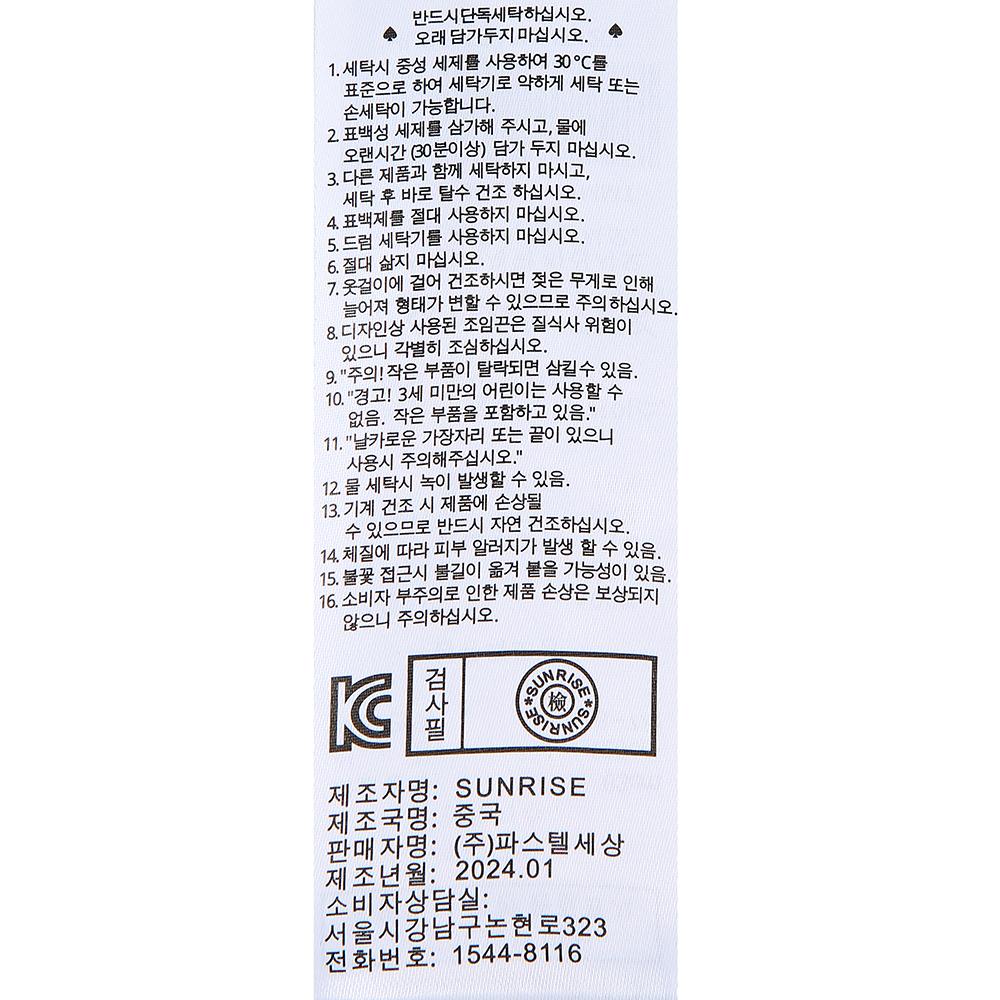 반드시단독세탁하십시오.
♠ 오래 담가두지 마십시오. ♠
1. 세탁시 중성 세제를 사용하여 30℃를
표준으로 하여 세탁기로 약하게 세탁 또는
손세탁이 가능합니다.
2. 표백성 세제를 삼가해 주시고, 물에
오랜시간 (30분이상) 담가 두지 마십시오.
3. 다른 제품과 함께 세탁하지 마시고,
세탁 후 바로 탈수 건조 하십시오.
4. 표백제를 절대 사용하지 마십시오.
5. 드럼 세탁기를 사용하지 마십시오.
6. 절대 삶지 마십시오.
7. 옷걸이에 걸어 건조하시면 젖은 무게로 인해
늘어져 형태가 변할 수 있으므로 주의하십시오.
8. 디자인상 사용된 조임끈은 질식사 위험이
있으니 각별히 조심하십시오.
9. "주의! 작은 부품이 탈락되면 삼킬수 있음.
10. "경고! 3세 미만의 어린이는 사용할 수
없음. 작은 부품을 포함하고 있음."
11. "날카로운 가장자리 또는 끝이 있으니
사용시 주의해주십시오."
12. 물 세탁시 녹이 발생할 수 있음.
13. 기계 건조 시 제품에 손상될
수 있으므로 반드시 자연 건조하십시오.
14. 체질에 따라 피부 알러지가 발생 할 수 있음.
15. 불꽃 접근시 불길이 옮겨 붙을 가능성이 있음.
16. 소비자 부주의로 인한 제품 손상은 보상되지
않으니 주의하십시오.
KC
검사필
*SUNRISE*SUNRISE
檢
제조자명: SUNRISE
제조국명: 중국
판매자명: (주)파스텔세상
제조년월: 2024.01
소비자상담실:
서울시강남구논현로323
전화번호: 1544-8116